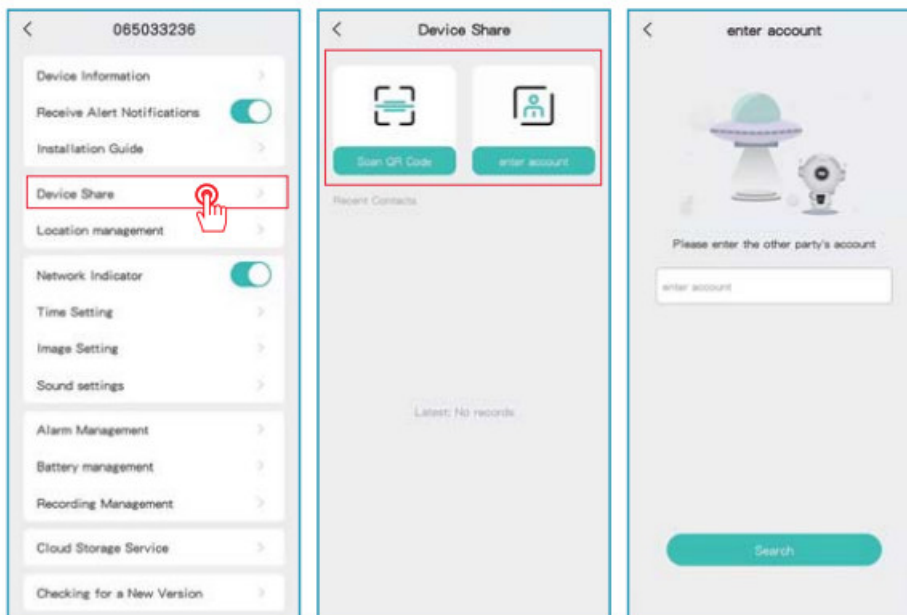 065033236
Device Information
Receive Alert Notifications
Installation Guide
Device Share
Location management
Network Indicator
Time Setting
Image Setting
Sound settings
Alarm Management
Battery management
Recording Management
Cloud Storage Service
Checking for a New Version
Device Share
Scan QR Code
enter account
Recent Contacts
Latest: No records.
enter account
Please enter the other party's account
enter account
Search